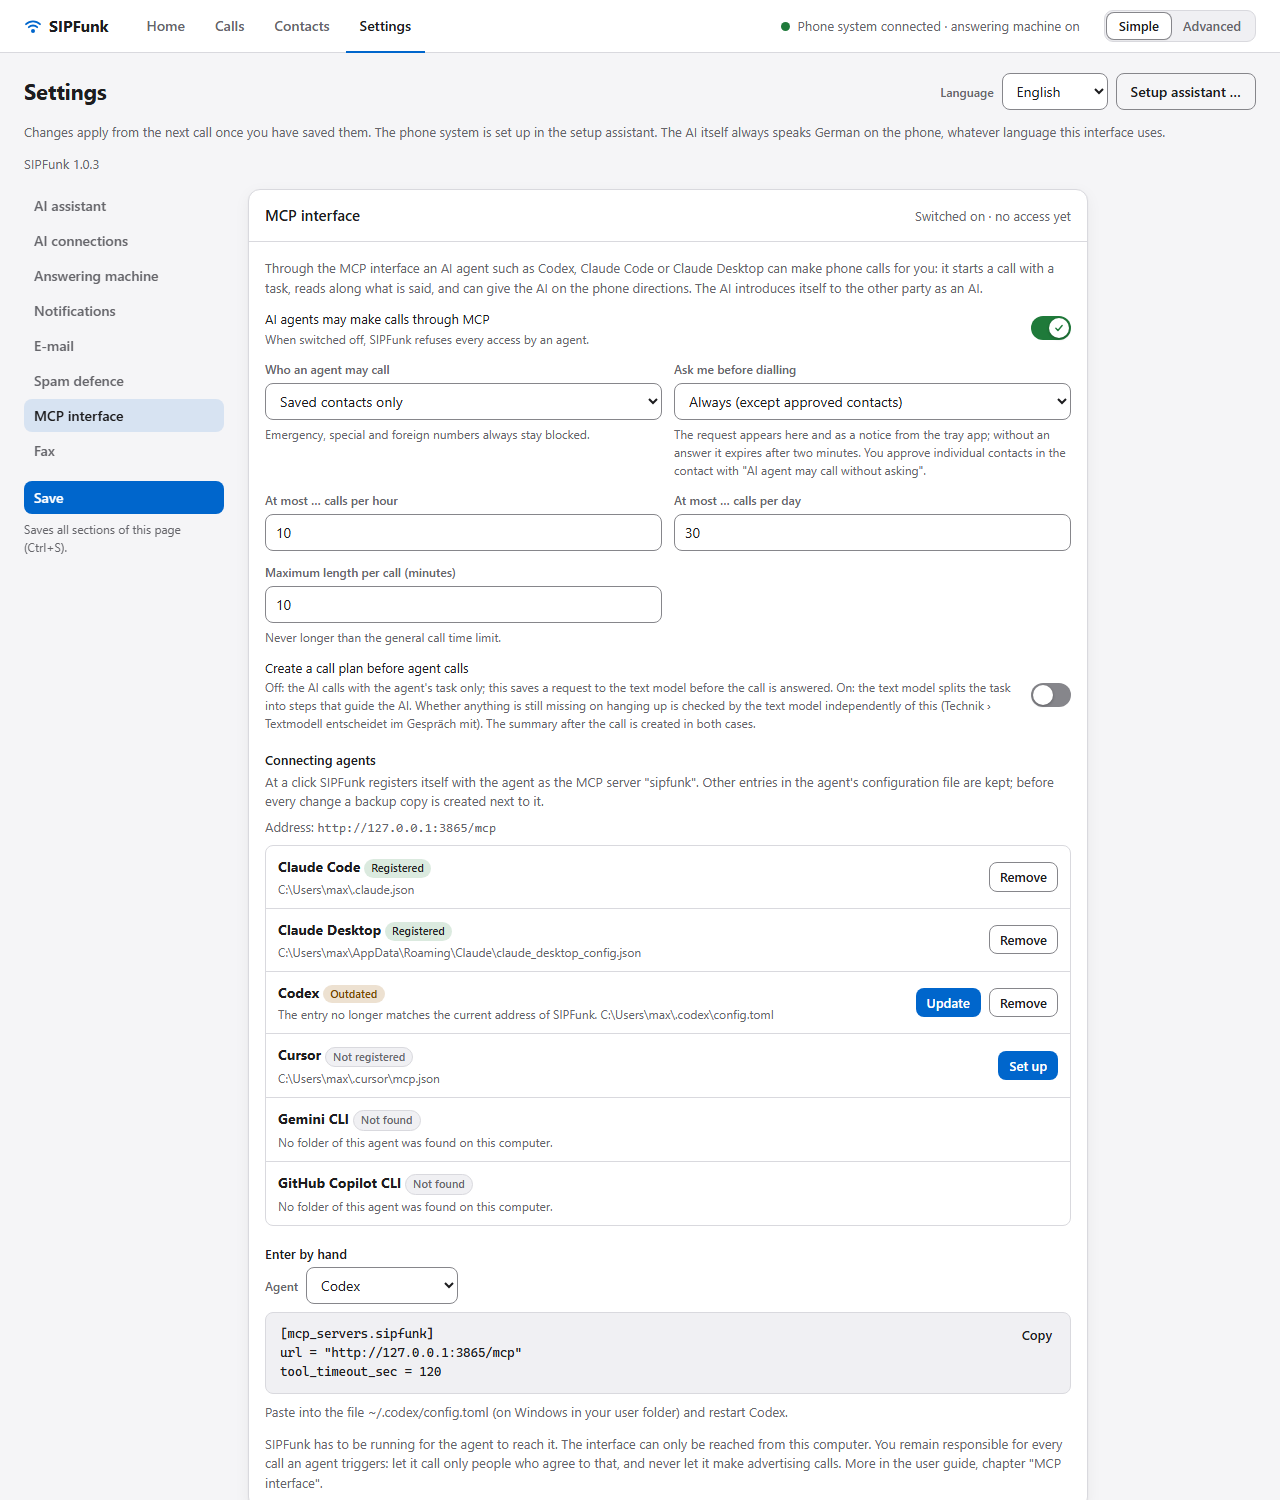 SIPFunk Home Calls Contacts Settings Phone system connected · answering machine on Simple Advanced
Settings Language English Setup assistant ...
Changes apply from the next call once you have saved them. The phone system is set up in the setup assistant. The AI itself always speaks German on the phone, whatever language this interface uses.
SIPFunk 1.0.3
AI assistant
AI connections
Answering machine
Notifications
E-mail
Spam defence
MCP interface
Fax
Save
Saves all sections of this page
(Ctrl+S).
MCP interface Switched on · no access yet
Through the MCP interface an AI agent such as Codex, Claude Code or Claude Desktop can make phone calls for you: it starts a call with a
task, reads along what is said, and can give the AI on the phone directions. The AI introduces itself to the other party as an AI.
AI agents may make calls through MCP
When switched off, SIPFunk refuses every access by an agent.
Who an agent may call Ask me before dialling
Saved contacts only Always (except approved contacts)
Emergency, special and foreign numbers always stay blocked.
The request appears here and as a notice from the tray app; without an
answer it expires after two minutes. You approve individual contacts in the
contact with "AI agent may call without asking".
At most ... calls per hour At most ... calls per day
10 30
Maximum length per call (minutes)
10
Never longer than the general call time limit.
Create a call plan before agent calls
Off: the AI calls with the agent's task only; this saves a request to the text model before the call is answered. On: the text model splits the task
into steps that guide the AI. Whether anything is still missing on hanging up is checked by the text model independently of this (Technik ›
Textmodell entscheidet im Gespräch mit). The summary after the call is created in both cases.
Connecting agents
At a click SIPFunk registers itself with the agent as the MCP server "sipfunk". Other entries in the agent's configuration file are kept; before
every change a backup copy is created next to it.
Address: http://127.0.0.1:3865/mcp
Claude Code Registered
C:\Users\max\.claude.json
Remove
Claude Desktop Registered
C:\Users\max\AppData\Roaming\Claude\claude_desktop_config.json
Remove
Codex Outdated
The entry no longer matches the current address of SIPFunk. C:\Users\max\.codex\config.toml
Update Remove
Cursor Not registered
C:\Users\max\.cursor\mcp.json
Set up
Gemini CLI Not found
No folder of this agent was found on this computer.
GitHub Copilot CLI Not found
No folder of this agent was found on this computer.
Enter by hand
Agent Codex
[mcp_servers.sipfunk]
url = "http://127.0.0.1:3865/mcp"
tool_timeout_sec = 120
Copy
Paste into the file ~/.codex/config.toml (on Windows in your user folder) and restart Codex.
SIPFunk has to be running for the agent to reach it. The interface can only be reached from this computer. You remain responsible for every
call an agent triggers: let it call only people who agree to that, and never let it make advertising calls. More in the user guide, chapter "MCP
interface".